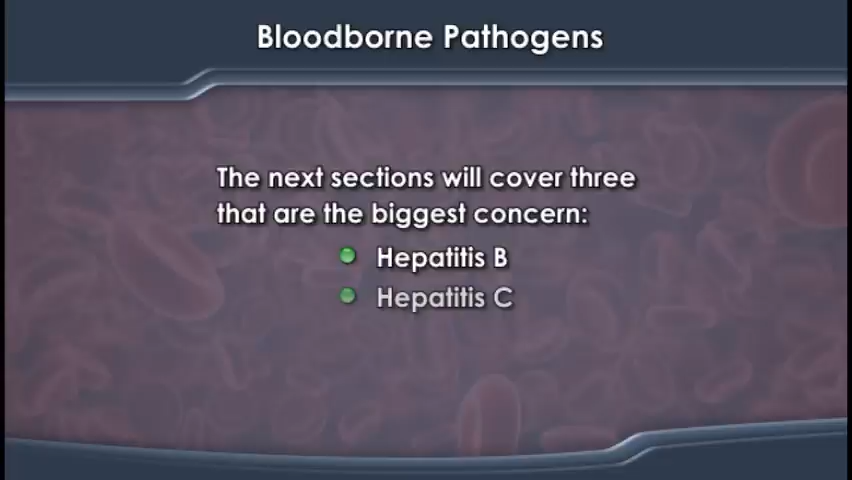 Bloodborne Pathogens
The next sections will cover three
that are the biggest concern:
Hepatitis B
Hepatitis C